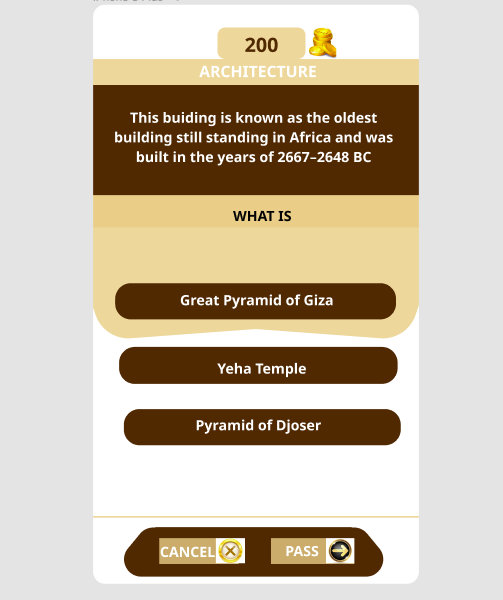 200
ARCHITECTURE
This buiding is known as the oldest
building still standing in Africa and was
built in the years of 2667–2648 BC
WHAT IS
Great Pyramid of Giza
Yeha Temple
Pyramid of Djoser
CANCEL
PASS